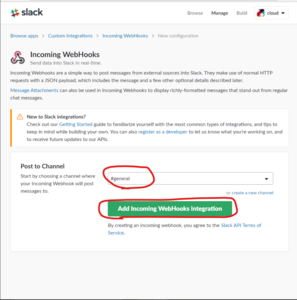 slack
Browse Manage Build cloud
Browse apps > Custom Integrations > Incoming WebHooks > New configuration
Incoming WebHooks
Send data into Slack in real-time.
Incoming Webhooks are a simple way to post messages from external sources into Slack. They make use of normal HTTP
requests with a JSON payload, which includes the message and a few other optional details described later.
Message Attachments can also be used in Incoming Webhooks to display richly-formatted messages that stand out from regular
chat messages.
New to Slack integrations?
Check out our Getting Started guide to familiarize yourself with the most common types of integrations, and tips to
keep in mind while building your own. You can also register as a developer to let us know what you're working on, and
to receive future updates to our APIs.
Post to Channel
Start by choosing a channel where
your Incoming Webhook will post
messages to.
#general
or create a new channel
Add Incoming WebHooks Integration
By creating an incoming webhook, you agree to the Slack API Terms of
Service.